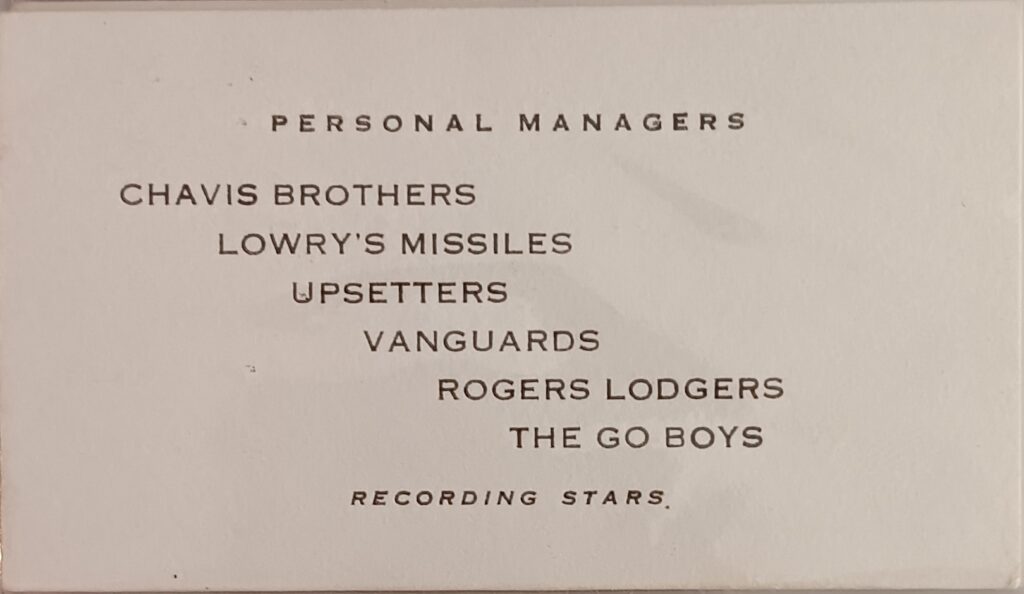 PERSONAL MANAGERS
CHAVIS BROTHERS
LOWRY'S MISSILES
UPSETTERS
VANGUARDS
ROGERS LODGERS
THE GO BOYS
RECORDING STARS.